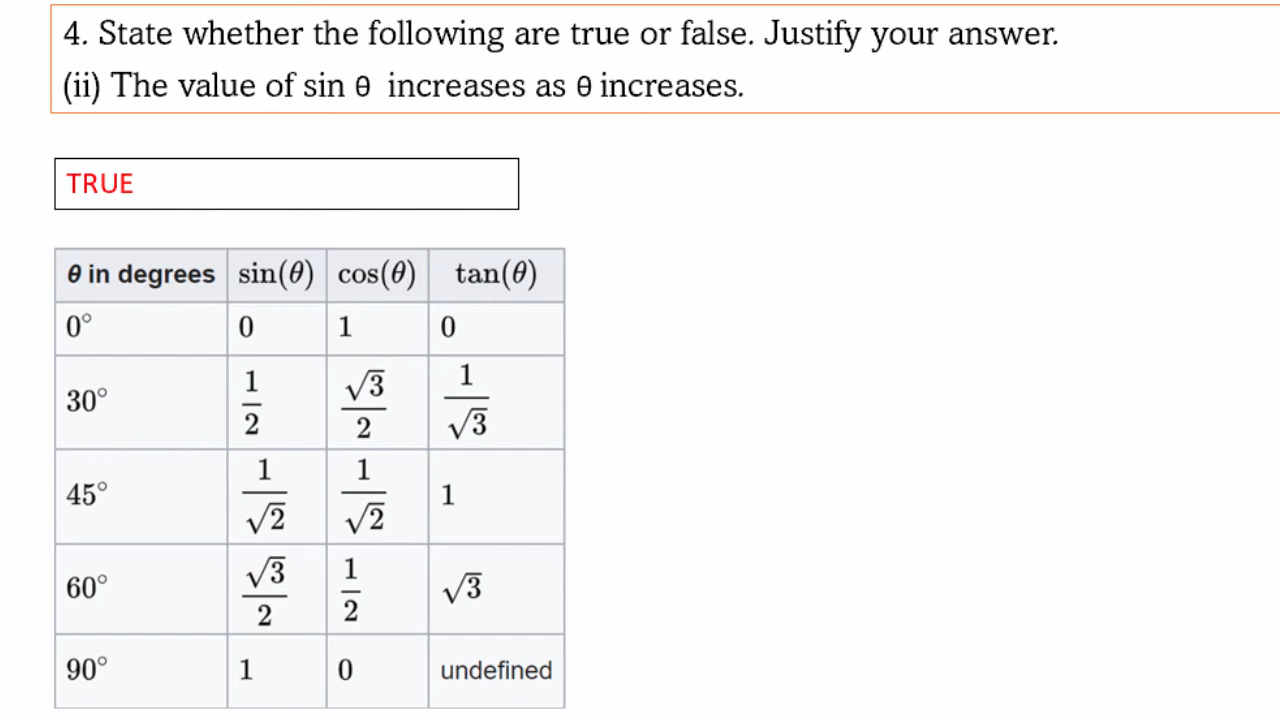 4. State whether the following are true or false. Justify your answer.
(ii) The value of sin θ increases as θ increases.
TRUE
θ in degrees sin(θ) cos(θ) tan(θ)
0° 0 1 0
30° 1/2 √3/2 1/√3
45° 1/√2 1/√2 1
60° √3/2 1/2 √3
90° 1 0 undefined